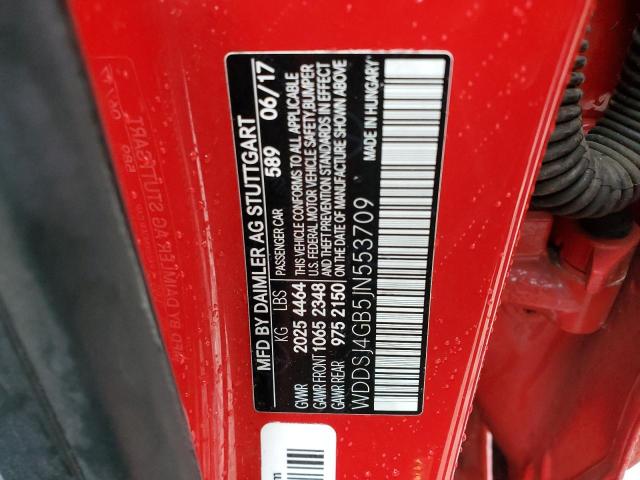 MFD BY DAIMLER AG STUTTGART
KG LBS PASSENGER CAR 589 06/17
GVWR 2025 4464 THIS VEHICLE CONFORMS TO ALL APPLICABLE
GAWR FRONT 1065 2348 U.S. FEDERAL MOTOR VEHICLE SAFETY, BUMPER
AND THEFT PREVENTION STANDARDS IN EFFECT
GAWR REAR 975 2150 ON THE DATE OF MANUFACTURE SHOWN ABOVE
WDDSJ4GB5JN553709 MADE IN HUNGARY